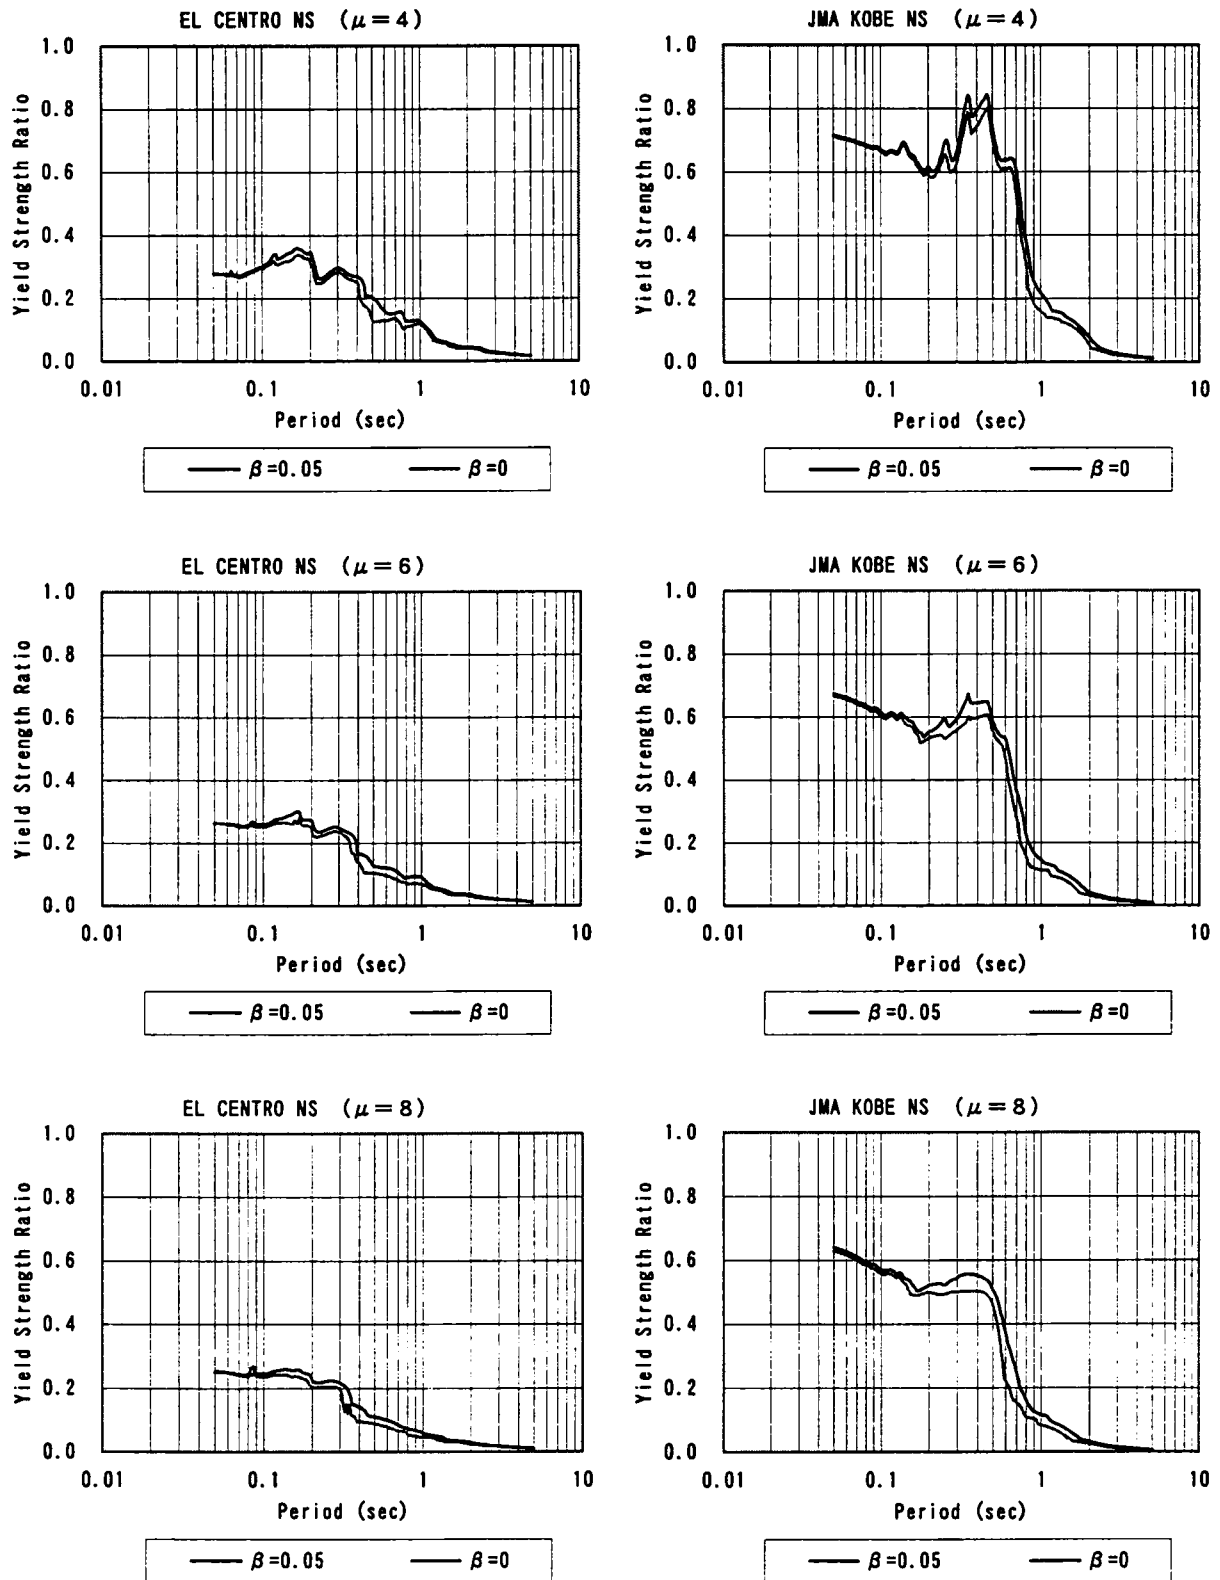 EL CENTRO NS (μ=4)
Yield Strength Ratio
1.0
0.8
0.6
0.4
0.2
0.0
0.01
0.1
1
10
Period (sec)
β=0.05 β=0
JMA KOBE NS (μ=4)
Yield Strength Ratio
1.0
0.8
0.6
0.4
0.2
0.0
0.01
0.1
1
10
Period (sec)
β=0.05 β=0
EL CENTRO NS (μ=6)
Yield Strength Ratio
1.0
0.8
0.6
0.4
0.2
0.0
0.01
0.1
1
10
Period (sec)
β=0.05 β=0
JMA KOBE NS (μ=6)
Yield Strength Ratio
1.0
0.8
0.6
0.4
0.2
0.0
0.01
0.1
1
10
Period (sec)
β=0.05 β=0
EL CENTRO NS (μ=8)
Yield Strength Ratio
1.0
0.8
0.6
0.4
0.2
0.0
0.01
0.1
1
10
Period (sec)
β=0.05 β=0
JMA KOBE NS (μ=8)
Yield Strength Ratio
1.0
0.8
0.6
0.4
0.2
0.0
0.01
0.1
1
10
Period (sec)
β=0.05 β=0